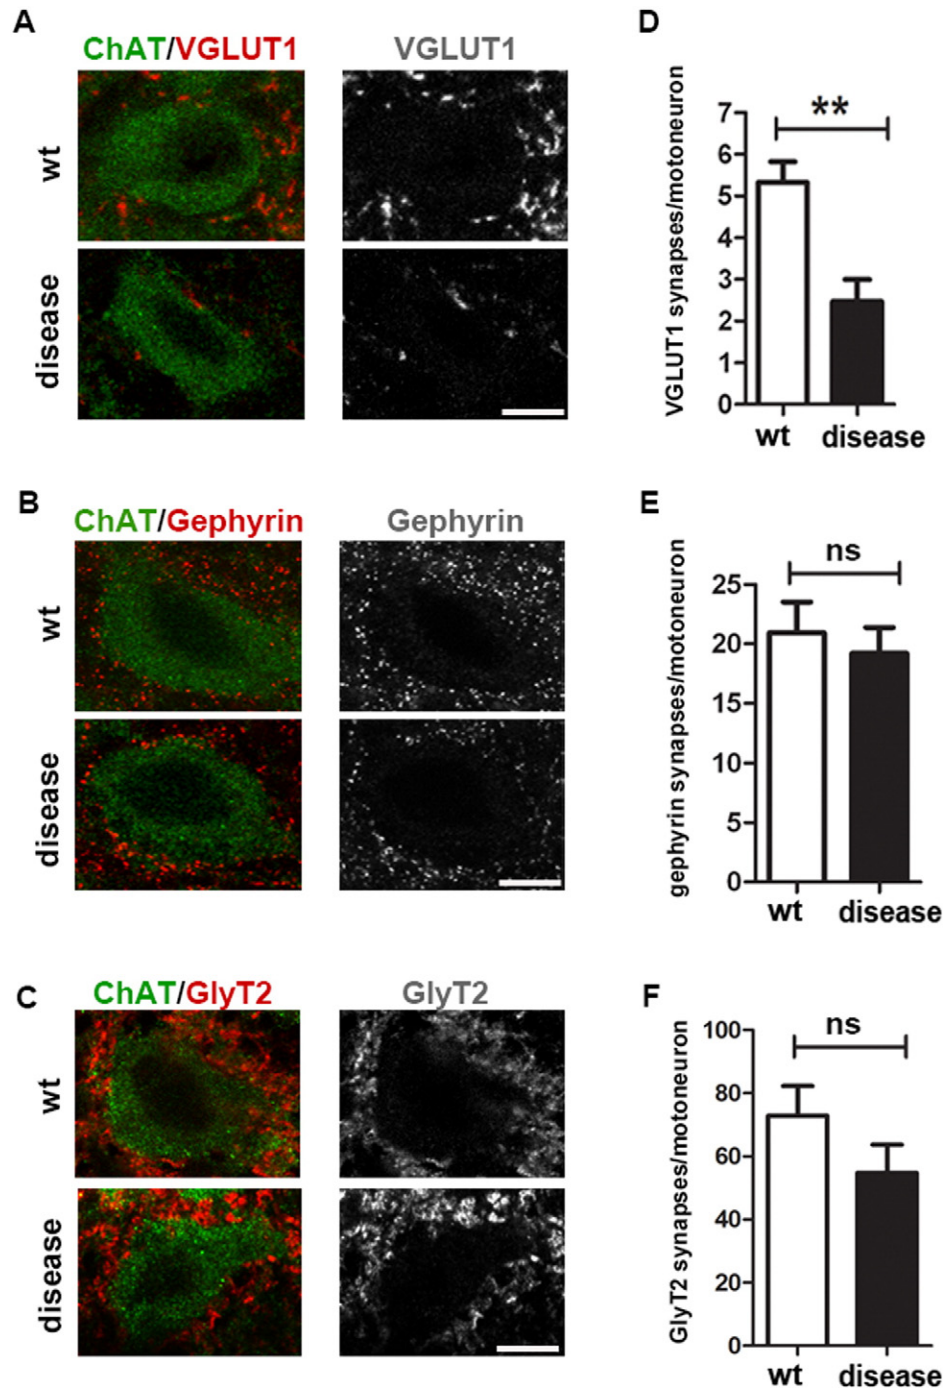 A
ChAT/VGLUT1
VGLUT1
wt
disease
D
VGLUT1 synapses/motoneuron
7
6
5
4
3
2
1
0
**
wt
disease
B
ChAT/Gephyrin
Gephyrin
wt
disease
E
gephyrin synapses/motoneuron
25
20
15
10
5
0
ns
wt
disease
C
ChAT/GlyT2
GlyT2
wt
disease
F
GlyT2 synapses/motoneuron
100
80
60
40
20
0
ns
wt
disease